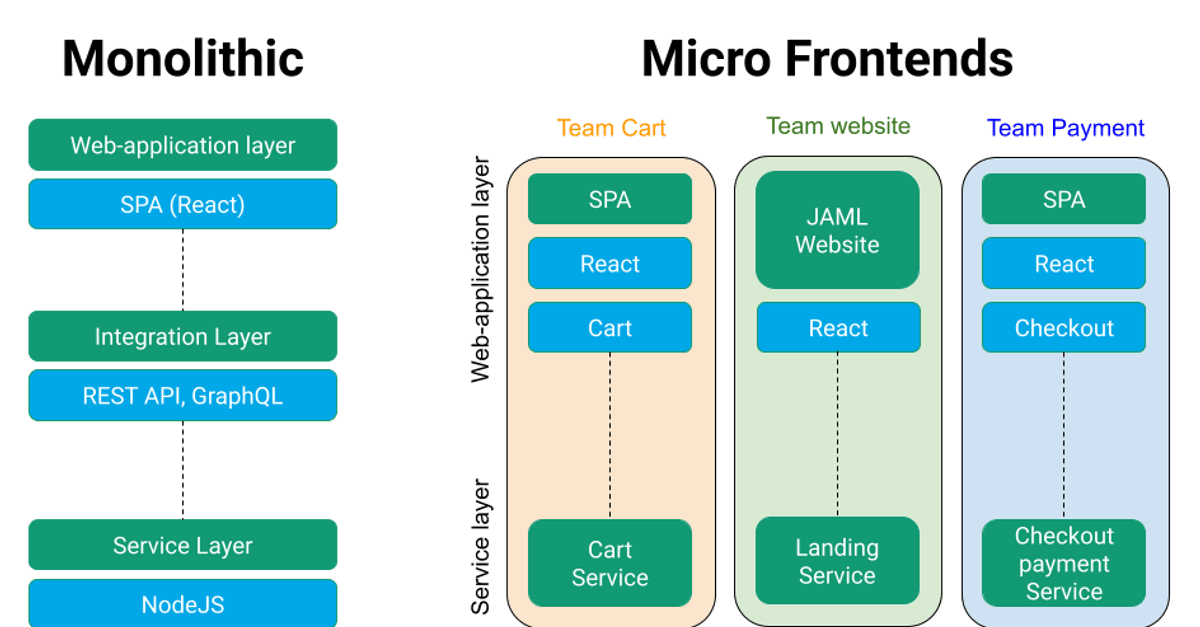 Monolithic
Web-application layer
SPA (React)
Integration Layer
REST API, GraphQL
Service Layer
NodeJS
Micro Frontends
Web-application layer
Service layer
Team Cart
SPA
React
Cart
Cart
Service
Team website
JAML
Website
React
Landing
Service
Team Payment
SPA
React
Checkout
Checkout
payment
Service